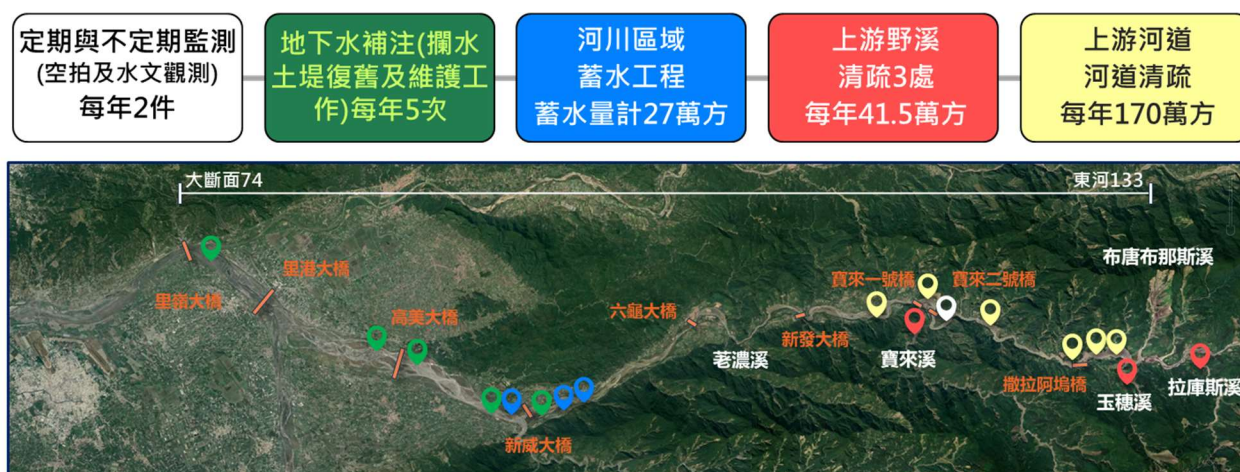 定期與不定期監測
(空拍及水文觀測)
每年2件
地下水補注(攔水
土堤復舊及維護工
作)每年5次
河川區域
蓄水工程
蓄水量計27萬方
上游野溪
清疏3處
每年41.5萬方
上游河道
河道清疏
每年170萬方
大斷面74
東河133
布唐布那斯溪
里港大橋
寶來一號橋
寶來二號橋
里嶺大橋
高美大橋
六龜大橋
新發大橋
荖濃溪
寶來溪
撒拉阿塢橋
拉庫斯溪
玉穗溪
新威大橋